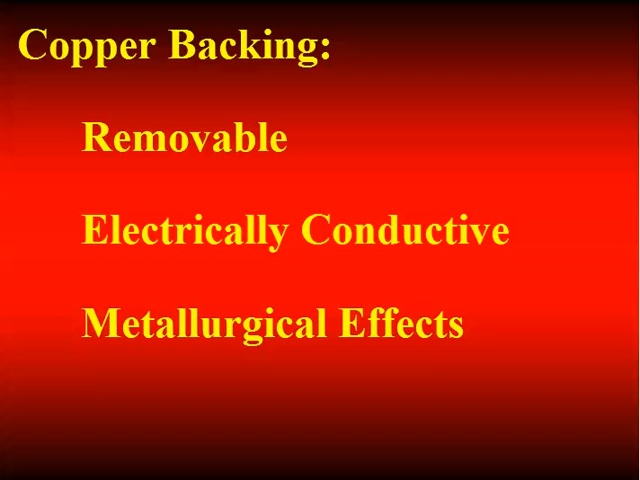 Copper Backing:
Removable
Electrically Conductive
Metallurgical Effects